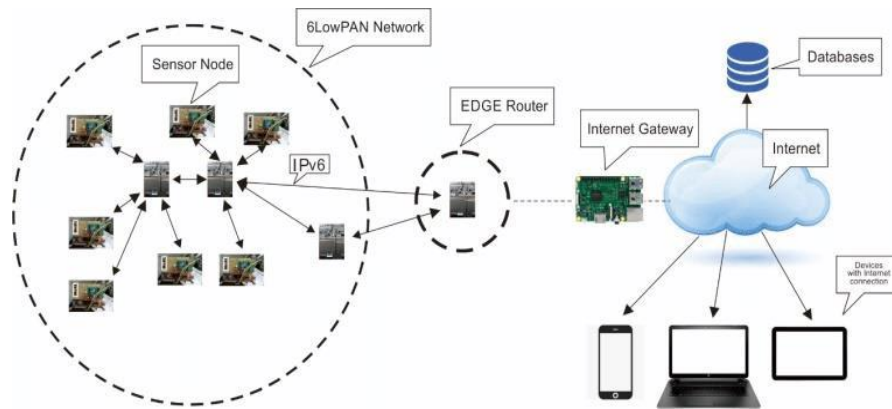 6LowPAN Network
Sensor Node
EDGE Router
Internet Gateway
Databases
Internet
IPv6
Devices
with Internet
connection